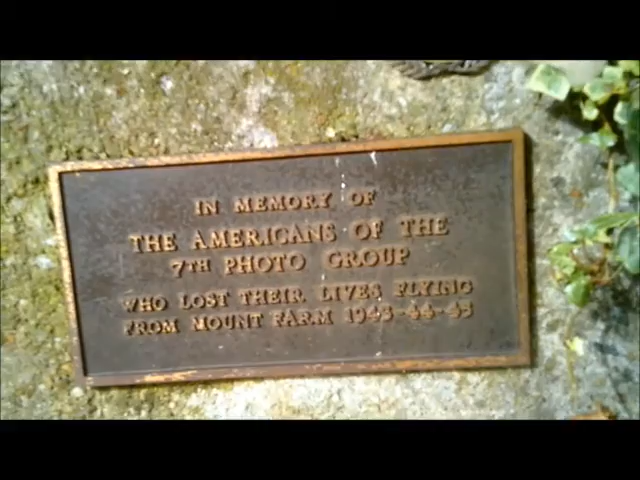 IN MEMORY OF
THE AMERICANS OF THE
7TH PHOTO GROUP
WHO LOST THEIR LIVES FLYING
FROM MOUNT FARM 1943-44-45